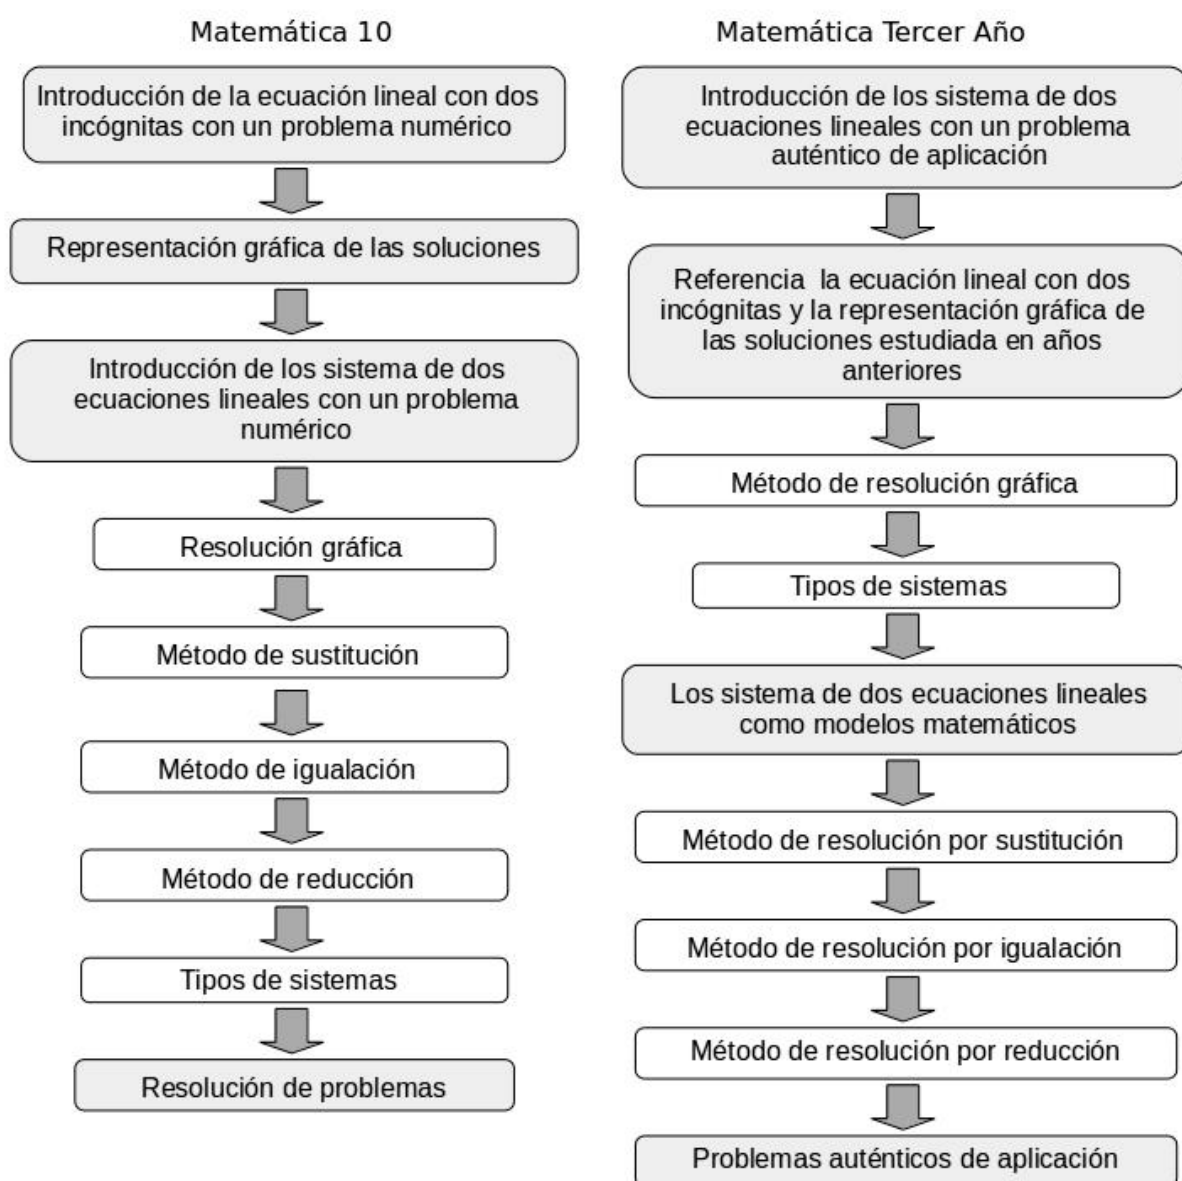 Matemática 10
Introducción de la ecuación lineal con dos
incógnitas con un problema numérico
Representación gráfica de las soluciones
Introducción de los sistema de dos
ecuaciones lineales con un problema
numérico
Resolución gráfica
Método de sustitución
Método de igualación
Método de reducción
Tipos de sistemas
Resolución de problemas
Matemática Tercer Año
Introducción de los sistema de dos
ecuaciones lineales con un problema
auténtico de aplicación
Referencia la ecuación lineal con dos
incógnitas y la representación gráfica de
las soluciones estudiada en años
anteriores
Método de resolución gráfica
Tipos de sistemas
Los sistema de dos ecuaciones lineales
como modelos matemáticos
Método de resolución por sustitución
Método de resolución por igualación
Método de resolución por reducción
Problemas auténticos de aplicación